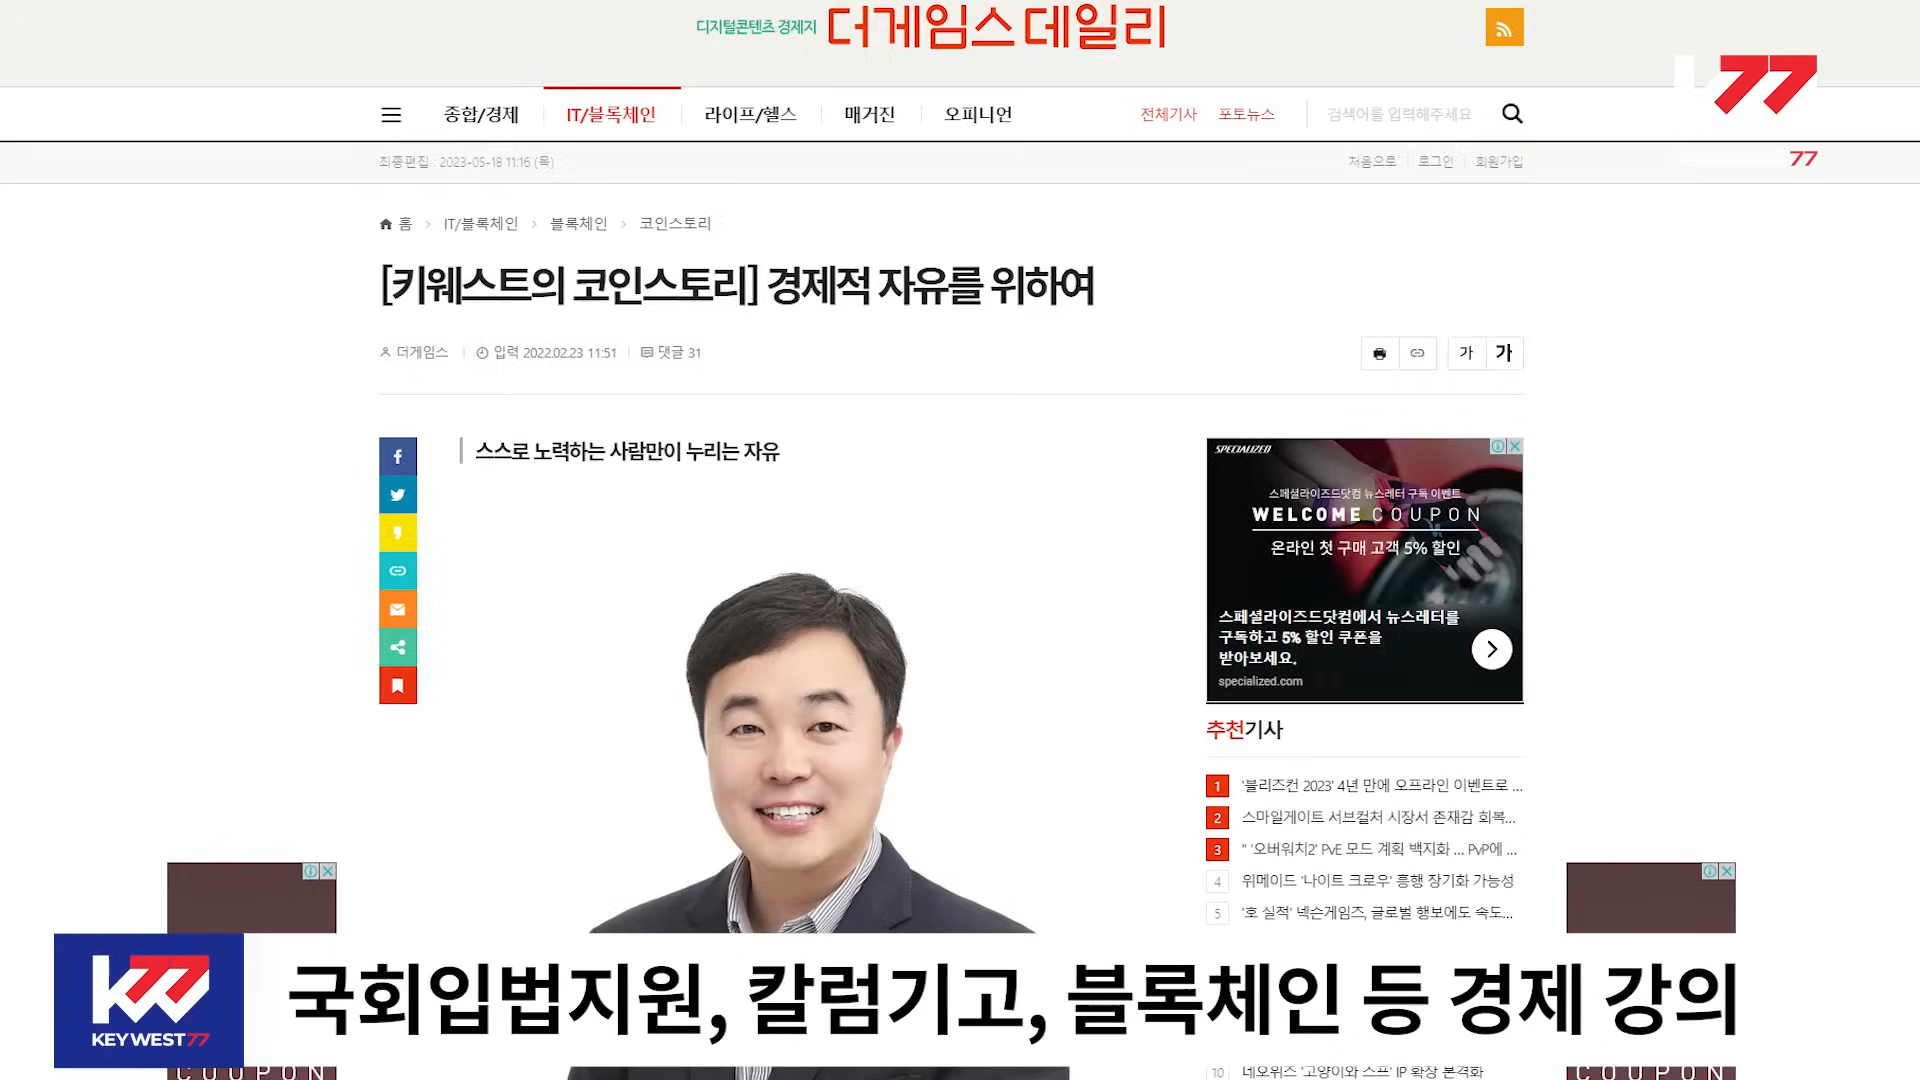 디지털콘텐츠 경제지 더게임스데일리
K77
종합/경제 IT/블록체인 라이프/헬스 매거진 오피니언 전체기사 포토뉴스 검색어를 입력해주세요
최종편집 : 2023-05-18 11:16 (목) 처음으로 로그인 회원가입
77
홈 IT/블록체인 블록체인 코인스토리
[키웨스트의 코인스토리] 경제적 자유를 위하여
더게임스 입력 2022.02.23 11:51 댓글 31
가 가
스스로 노력하는 사람만이 누리는 자유
SPECIALIZED
스페셜라이즈드닷컴 뉴스레터 구독 이벤트
WELCOME COUPON
온라인 첫 구매 고객 5% 할인
스페셜라이즈드닷컴에서 뉴스레터를
구독하고 5% 할인 쿠폰을
받아보세요.
specialized.com
추천기사
1 '블리즈컨 2023' 4년 만에 오프라인 이벤트로 ...
2 스마일게이트 서브컬처 시장서 존재감 회복...
3 " '오버워치2' PvE 모드 계획 백지화 ... PvP에 ...
4 위메이드 '나이트 크로우' 흥행 장기화 가능성
5 '호 실적' 넥슨게임즈, 글로벌 행보에도 속도...
K77
KEYWEST77
국회입법지원, 칼럼기고, 블록체인 등 경제 강의
COUPON
10 네오위즈 '고양이와 스프' IP 확장 본격화
COUPON